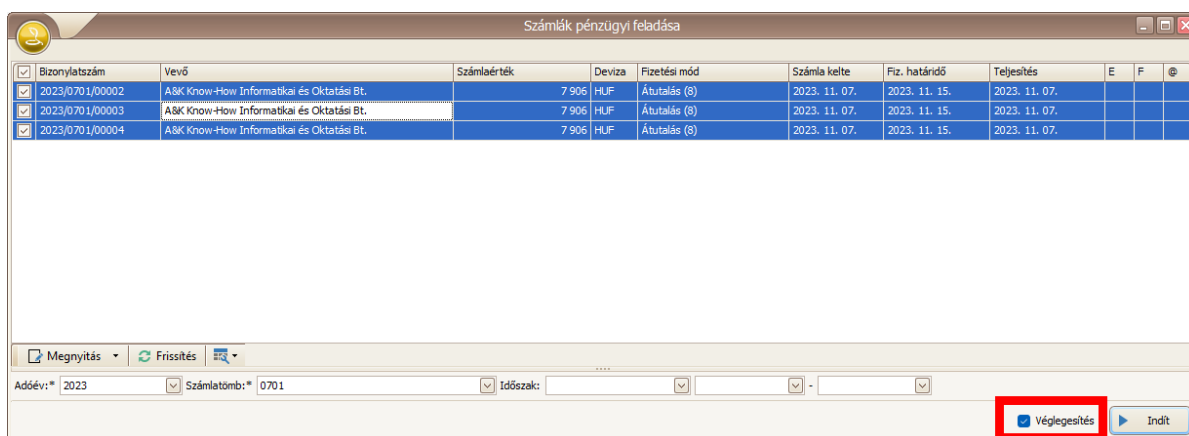 Számlák pénzügyi feladása
Bizonylatszám Vevő Számlaérték Deviza Fizetési mód Számla kelte Fiz. határidő Teljesítés E F @
2023/0701/00002 A&K Know-How Informatikai és Oktatási Bt. 7 906 HUF Átutalás (8) 2023. 11. 07. 2023. 11. 15. 2023. 11. 07.
2023/0701/00003 A&K Know-How Informatikai és Oktatási Bt. 7 906 HUF Átutalás (8) 2023. 11. 07. 2023. 11. 15. 2023. 11. 07.
2023/0701/00004 A&K Know-How Informatikai és Oktatási Bt. 7 906 HUF Átutalás (8) 2023. 11. 07. 2023. 11. 15. 2023. 11. 07.
Megnyitás Frissítés
Adóév:* 2023 Számlatömb:* 0701 Időszak: -
Véglegesítés Indít